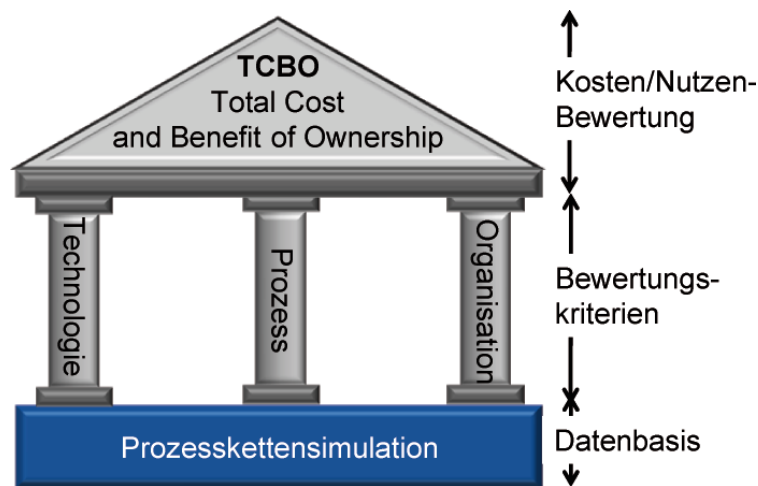 TCBO
Total Cost
and Benefit of Ownership
Kosten/Nutzen-
Bewertung
Technologie
Prozess
Organisation
Bewertungs-
kriterien
Prozesskettensimulation
Datenbasis